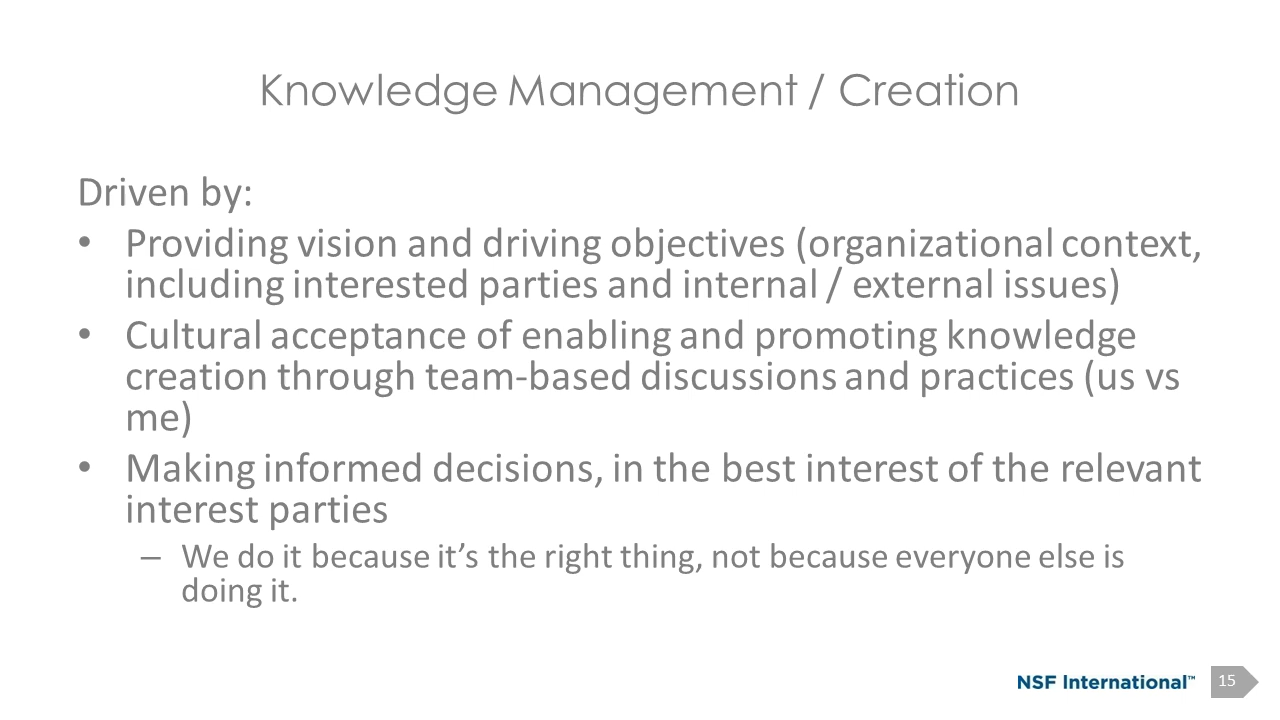 Knowledge Management / Creation
Driven by:
• Providing vision and driving objectives (organizational context,
including interested parties and internal / external issues)
• Cultural acceptance of enabling and promoting knowledge
creation through team-based discussions and practices (us vs
me)
• Making informed decisions, in the best interest of the relevant
interest parties
– We do it because it’s the right thing, not because everyone else is
doing it.
NSF International™
15